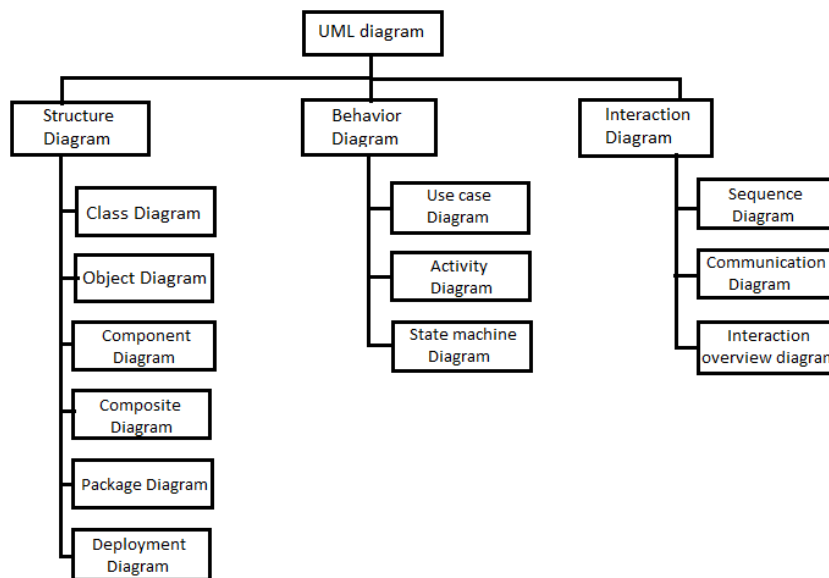 UML diagram
Structure
Diagram
Behavior
Diagram
Interaction
Diagram
Class Diagram
Object Diagram
Component
Diagram
Composite
Diagram
Package Diagram
Deployment
Diagram
Use case
Diagram
Activity
Diagram
State machine
Diagram
Sequence
Diagram
Communication
Diagram
Interaction
overview diagram